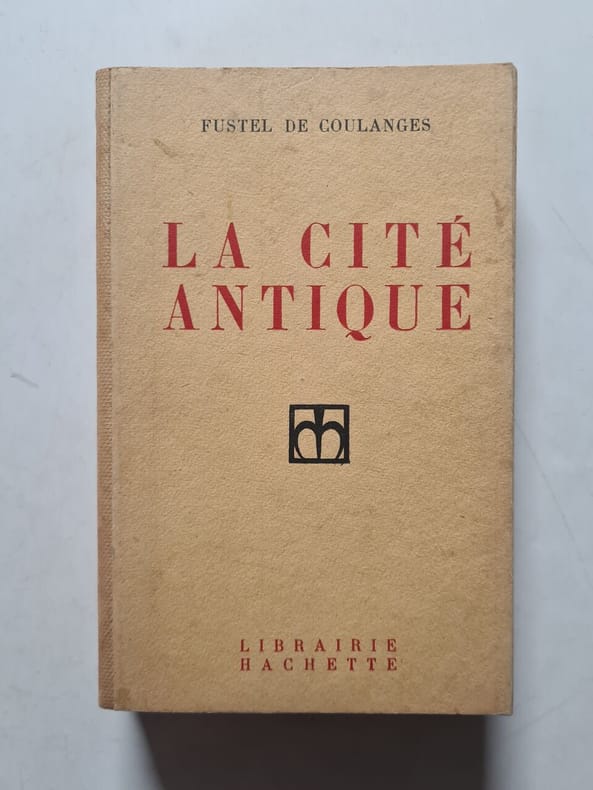 FUSTEL DE COULANGES
LA CITÉ
ANTIQUE
LIBRAIRIE
HACHETTE